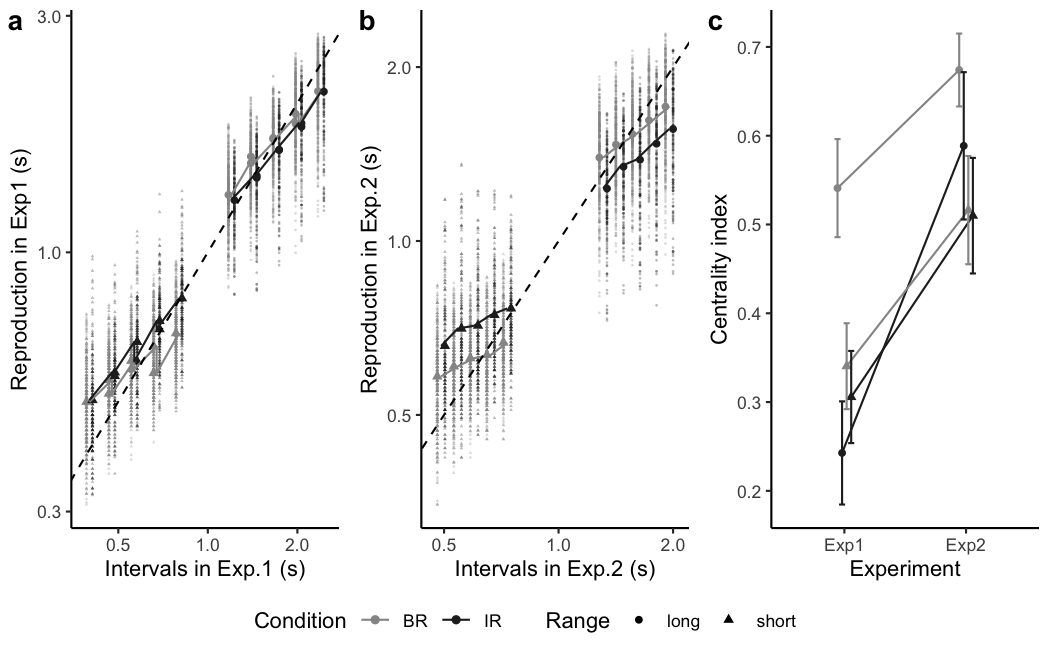 a
Reproduction in Exp1 (s)
3.0
1.0
0.3
0.5 1.0 2.0
Intervals in Exp.1 (s)
b
Reproduction in Exp.2 (s)
2.0
1.0
0.5
0.5 1.0 2.0
Intervals in Exp.2 (s)
c
Centrality index
0.7
0.6
0.5
0.4
0.3
0.2
Exp1 Exp2
Experiment
Condition BR IR Range long short